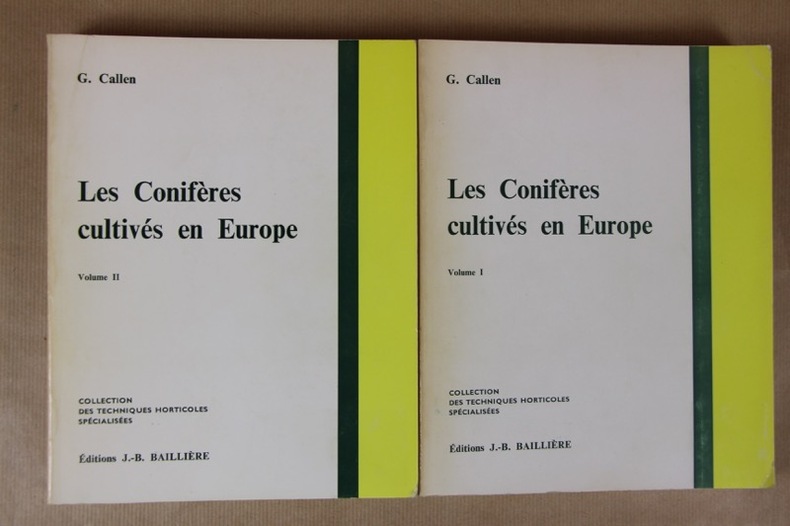 G. Callen
Les Conifères
cultivés en Europe
Volume II
COLLECTION
DES TECHNIQUES HORTICOLES
SPÉCIALISÉES
Éditions J.-B. BAILLIÈRE
G. Callen
Les Conifères
cultivés en Europe
Volume I
COLLECTION
DES TECHNIQUES HORTICOLES
SPÉCIALISÉES
Éditions J.-B. BAILLIÈRE